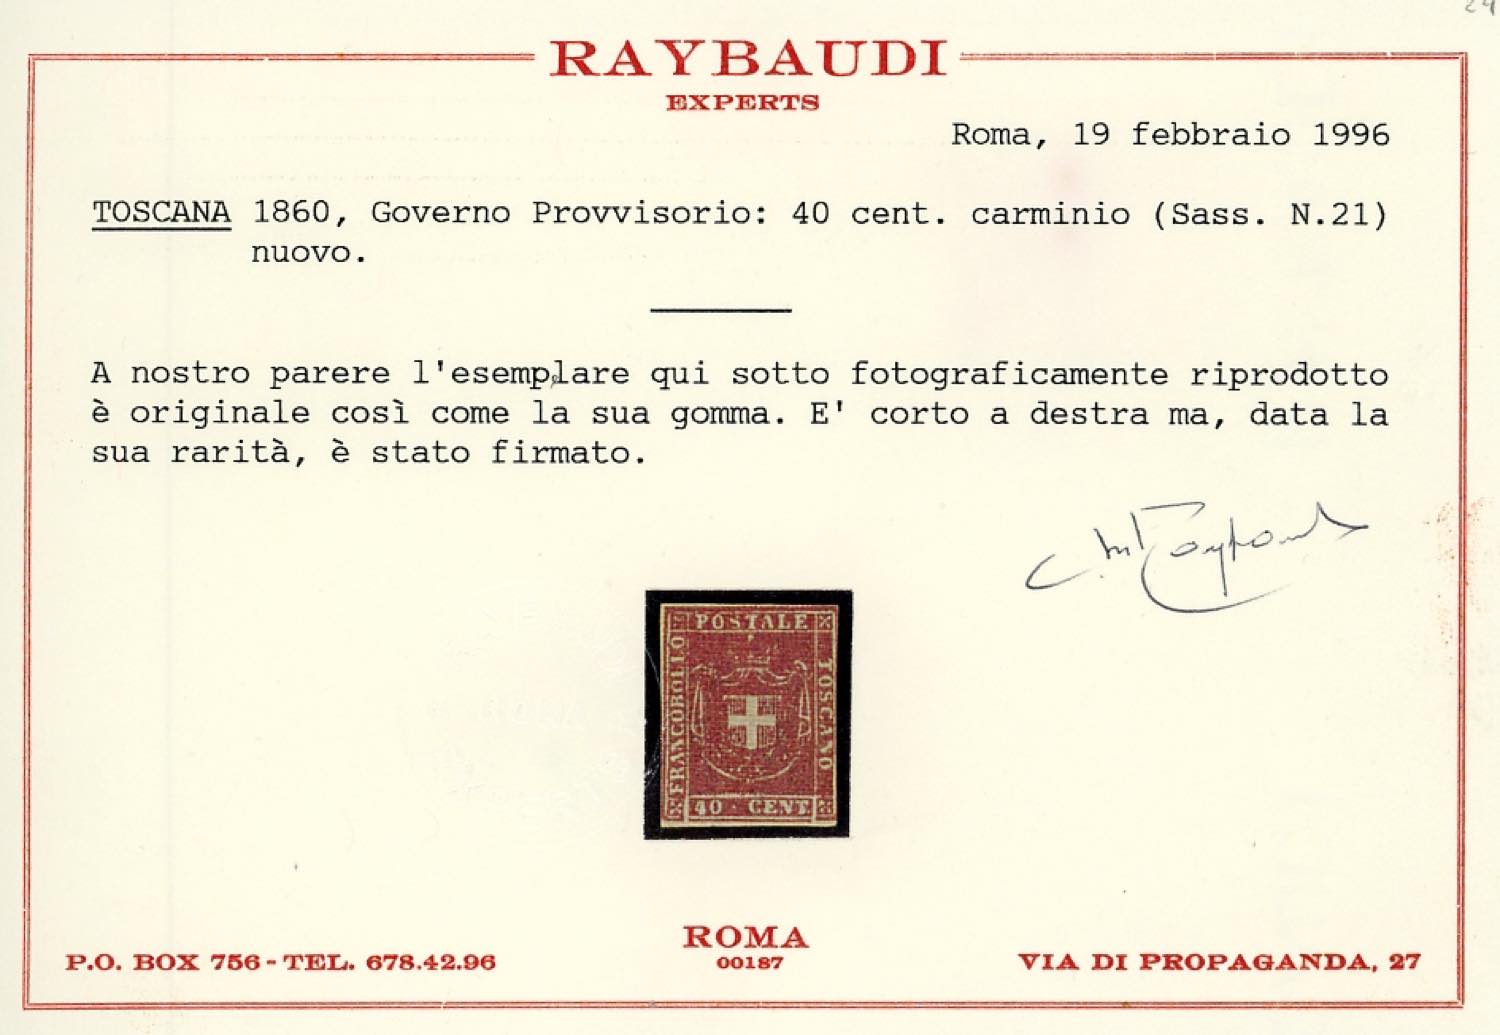 24
RAYBAUDI
EXPERTS
Roma, 19 febbraio 1996
TOSCANA 1860, Governo Provvisorio: 40 cent. carminio (Sass. N.21)
nuovo.
A nostro parere l'esemplare qui sotto fotograficamente riprodotto
è originale così come la sua gomma. E' corto a destra ma, data la
sua rarità, è stato firmato.
POSTALE
FRANCOBOLLO
TOSCANO
40 CENT.
ROMA
00187
P.O. BOX 756 - TEL. 678.42.96
VIA DI PROPAGANDA, 27